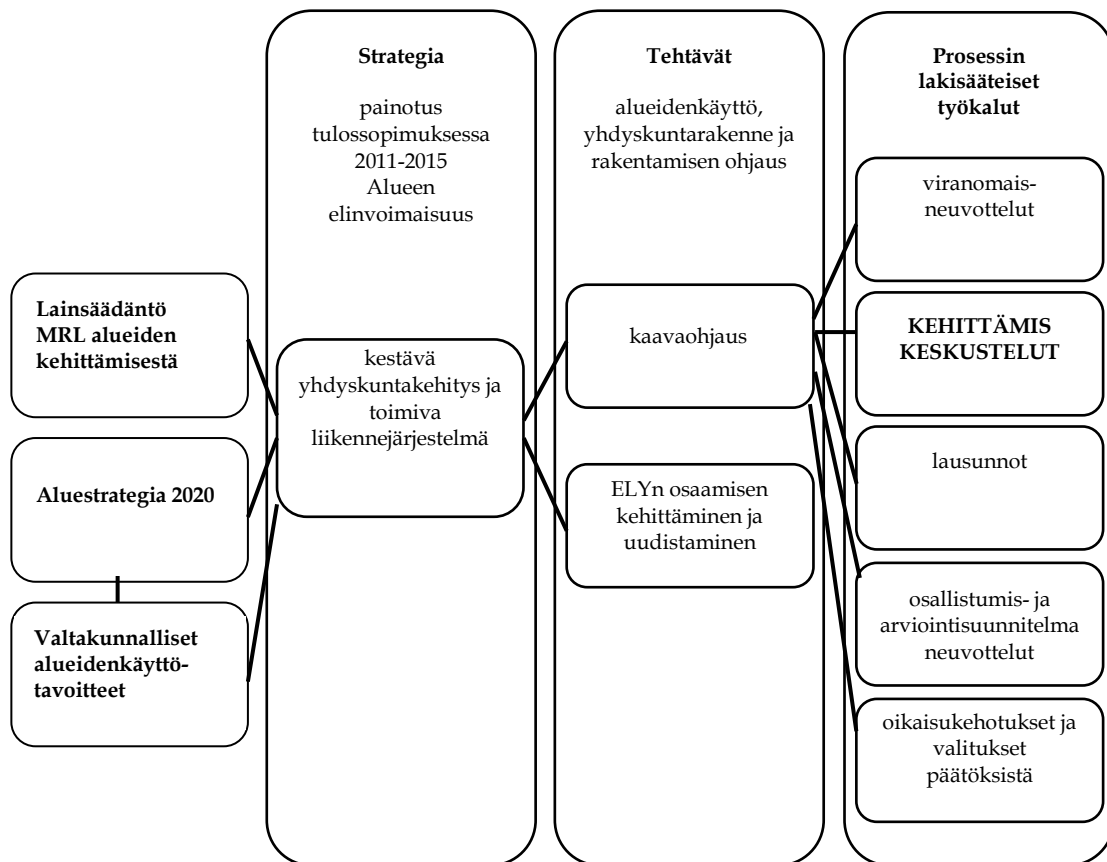 Lainsäädäntö
MRL alueiden
kehittämisestä
Aluestrategia 2020
Valtakunnalliset
alueidenkäyttö-
tavoitteet
Strategia
painotus
tulossopimuksessa
2011-2015
Alueen
elinvoimaisuus
kestävä
yhdyskuntakehitys ja
toimiva
liikennejärjestelmä
Tehtävät
alueidenkäyttö,
yhdyskuntarakenne ja
rakentamisen ohjaus
kaavaohjaus
ELYn osaamisen
kehittäminen ja
uudistaminen
Prosessin
lakisääteiset
työkalut
viranomais-
neuvottelut
KEHITTÄMIS
KESKUSTELUT
lausunnot
osallistumis- ja
arviointisuunnitelma
neuvottelut
oikaisukehotukset ja
valitukset
päätöksistä